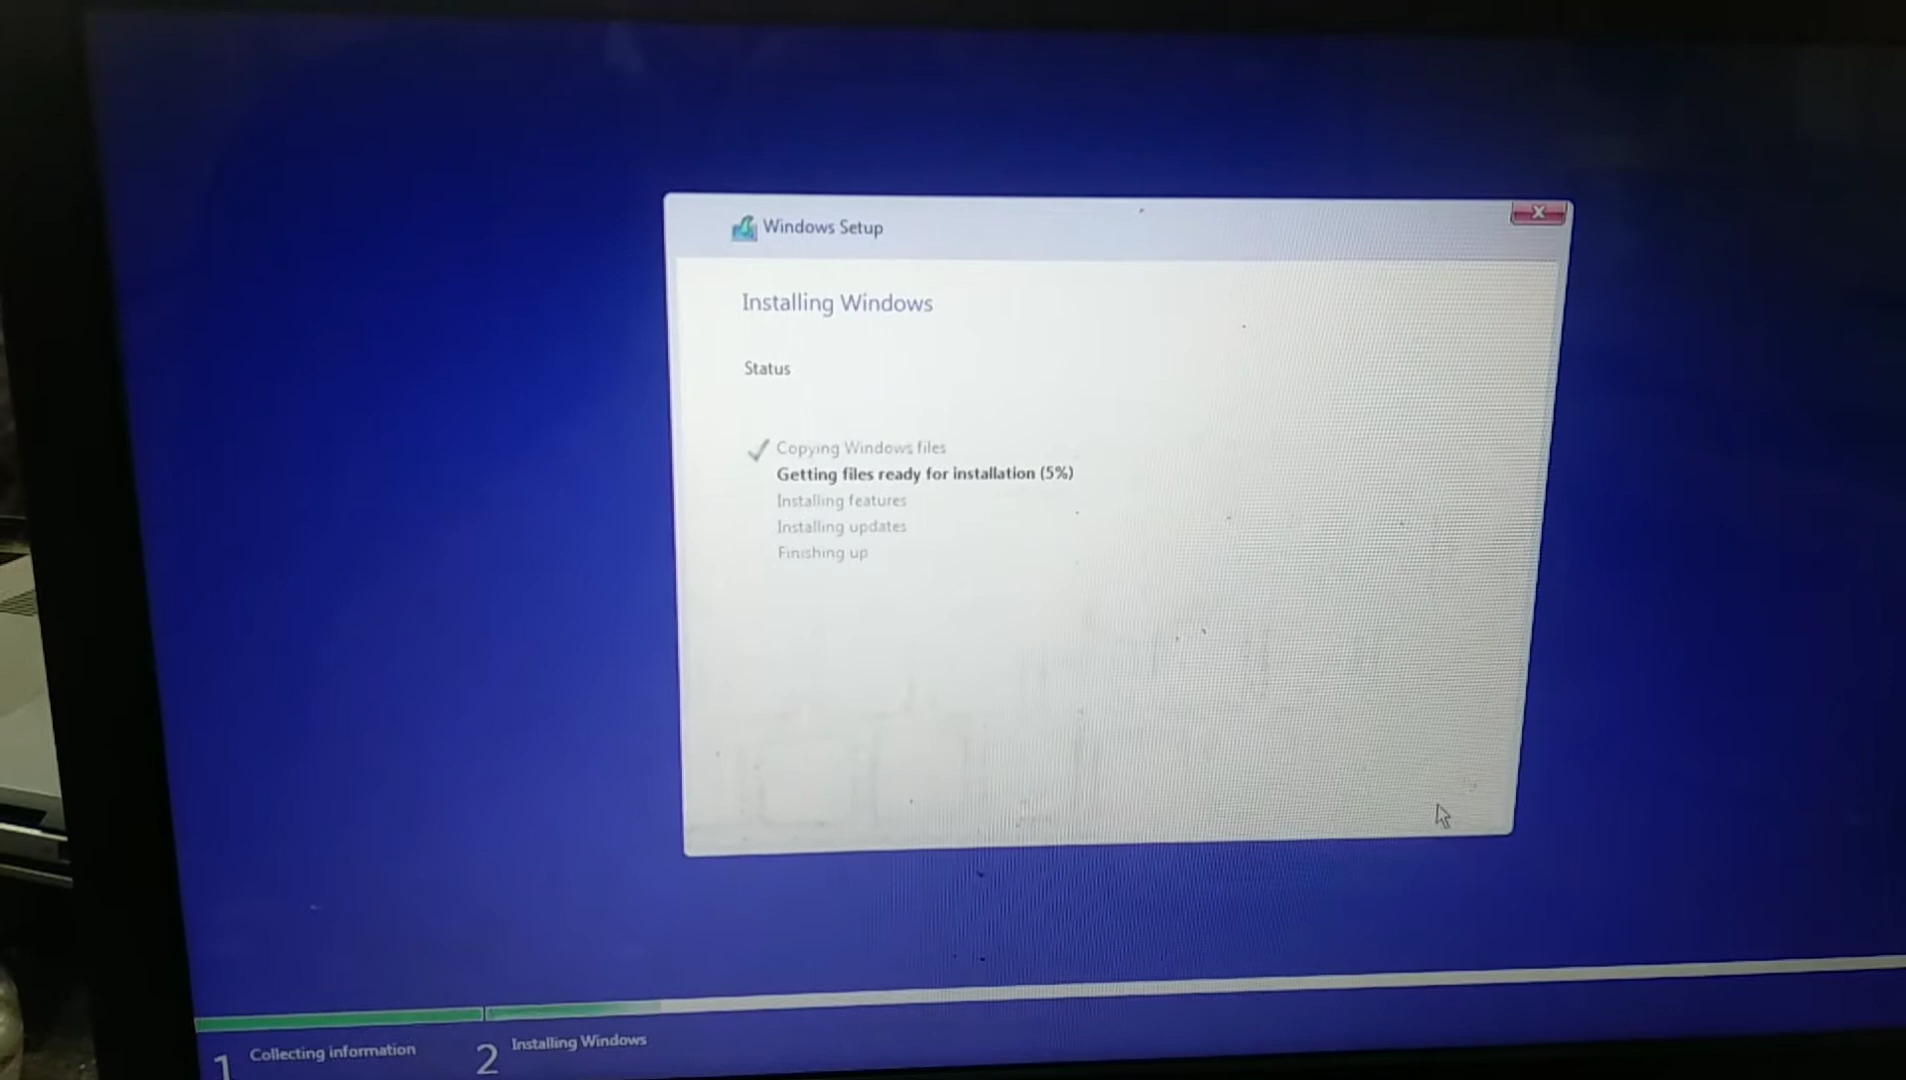 Windows Setup
Installing Windows
Status
Copying Windows files
Getting files ready for installation (5%)
Installing features
Installing updates
Finishing up
1 Collecting information
2 Installing Windows